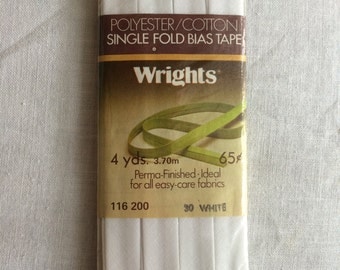 POLYESTER/COTTON
SINGLE FOLD BIAS TAPE
Wrights®
4 yds. 3.70m 65¢
Perma-Finished-Ideal
for all easy-care fabrics
116 200 30 WHITE